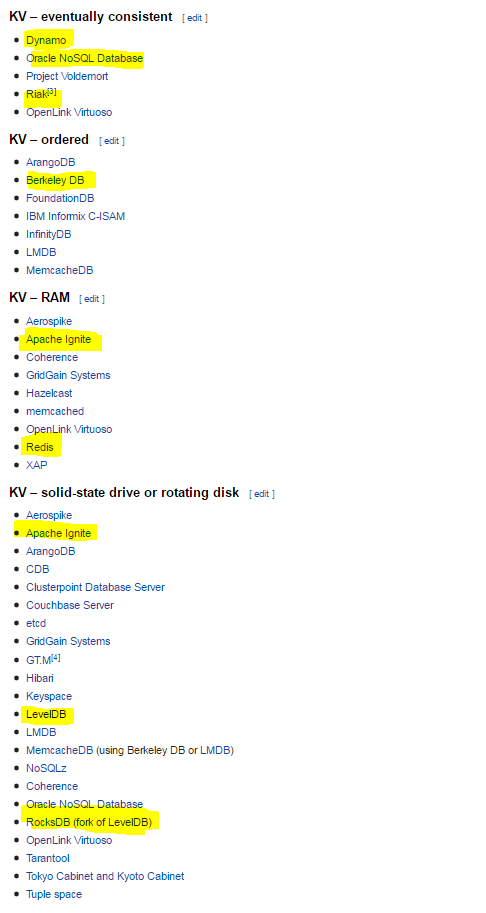 KV – eventually consistent [ edit ]
Dynamo
Oracle NoSQL Database
Project Voldemort
Riak[3]
OpenLink Virtuoso
KV – ordered [ edit ]
ArangoDB
Berkeley DB
FoundationDB
IBM Informix C-ISAM
InfinityDB
LMDB
MemcacheDB
KV – RAM [ edit ]
Aerospike
Apache Ignite
Coherence
GridGain Systems
Hazelcast
memcached
OpenLink Virtuoso
Redis
XAP
KV – solid-state drive or rotating disk [ edit ]
Aerospike
Apache Ignite
ArangoDB
CDB
Clusterpoint Database Server
Couchbase Server
etcd
GridGain Systems
GT.M[4]
Hibari
Keyspace
LevelDB
LMDB
MemcacheDB (using Berkeley DB or LMDB)
NoSQLz
Coherence
Oracle NoSQL Database
RocksDB (fork of LevelDB)
OpenLink Virtuoso
Tarantool
Tokyo Cabinet and Kyoto Cabinet
Tuple space